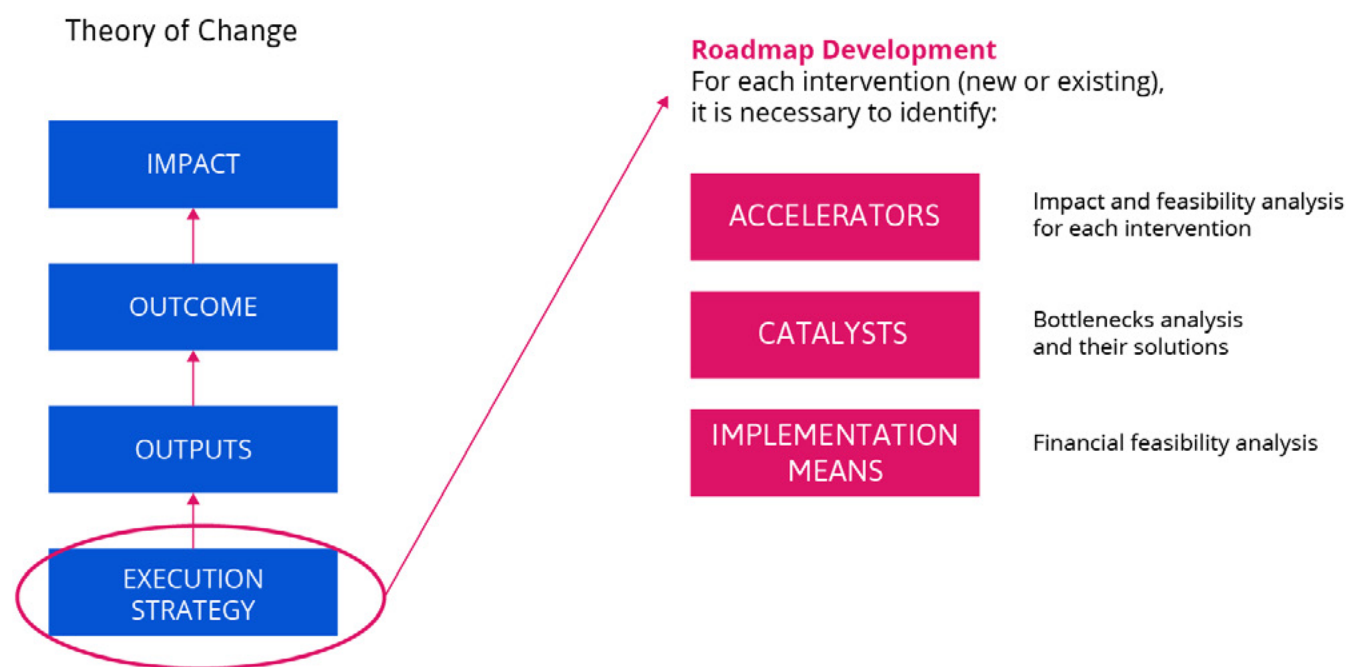 Theory of Change
IMPACT
OUTCOME
OUTPUTS
EXECUTION
STRATEGY
Roadmap Development
For each intervention (new or existing),
it is necessary to identify:
ACCELERATORS
Impact and feasibility analysis
for each intervention
CATALYSTS
Bottlenecks analysis
and their solutions
IMPLEMENTATION
MEANS
Financial feasibility analysis